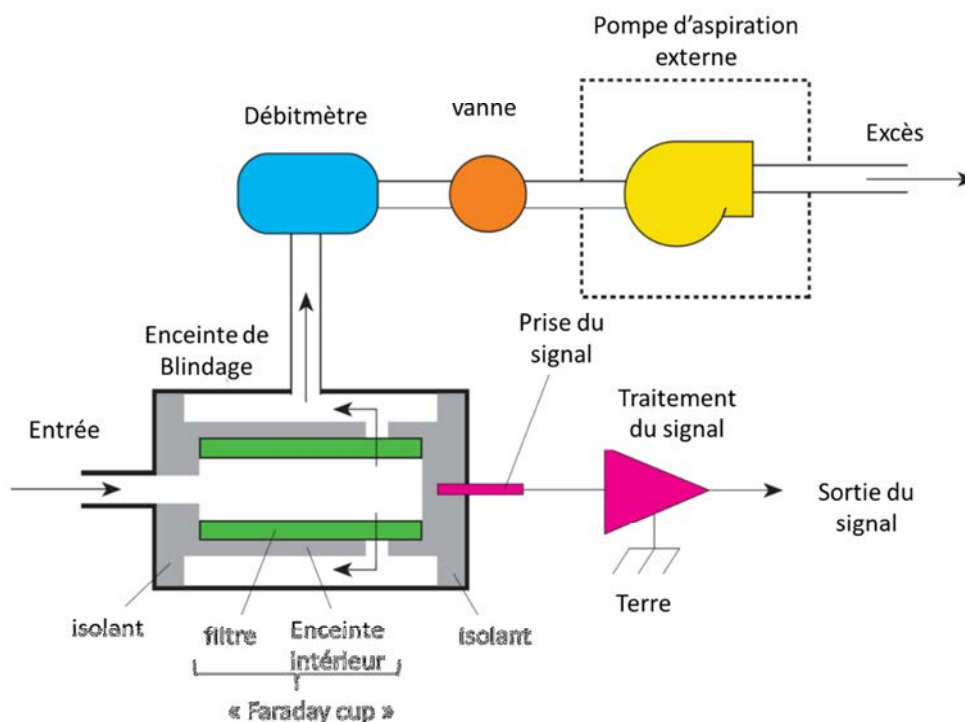 Pompe d’aspiration
externe
Débitmètre
vanne
Excès
Enceinte de
Blindage
Prise du
signal
Entrée
Traitement
du signal
Sortie du
signal
Terre
isolant
filtre
Enceinte
intérieur
isolant
« Faraday cup »